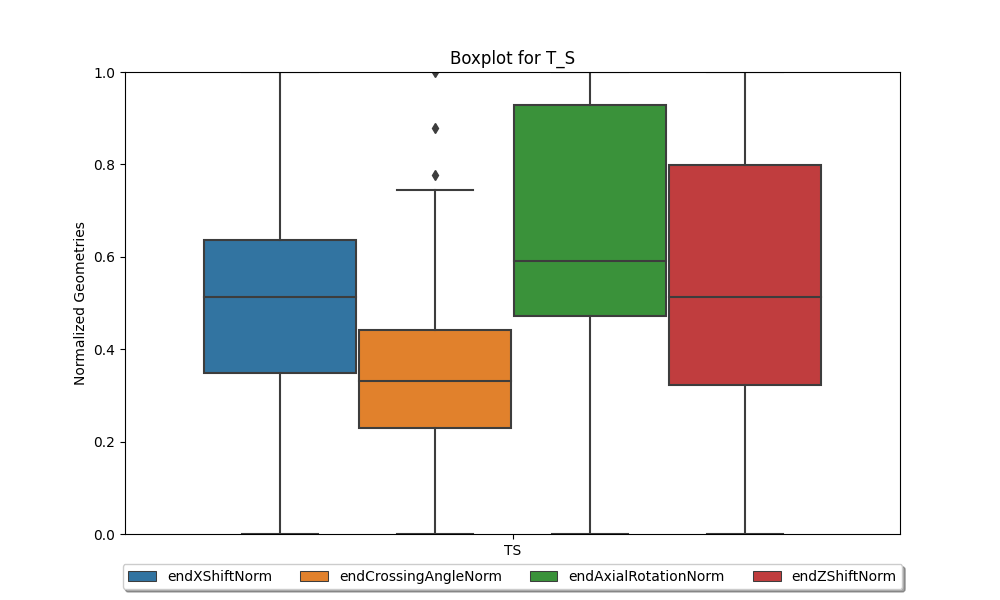 Boxplot for T_S
1.0
0.8
0.6
0.4
0.2
0.0
Normalized Geometries
TS
endXShiftNorm endCrossingAngleNorm endAxialRotationNorm endZShiftNorm